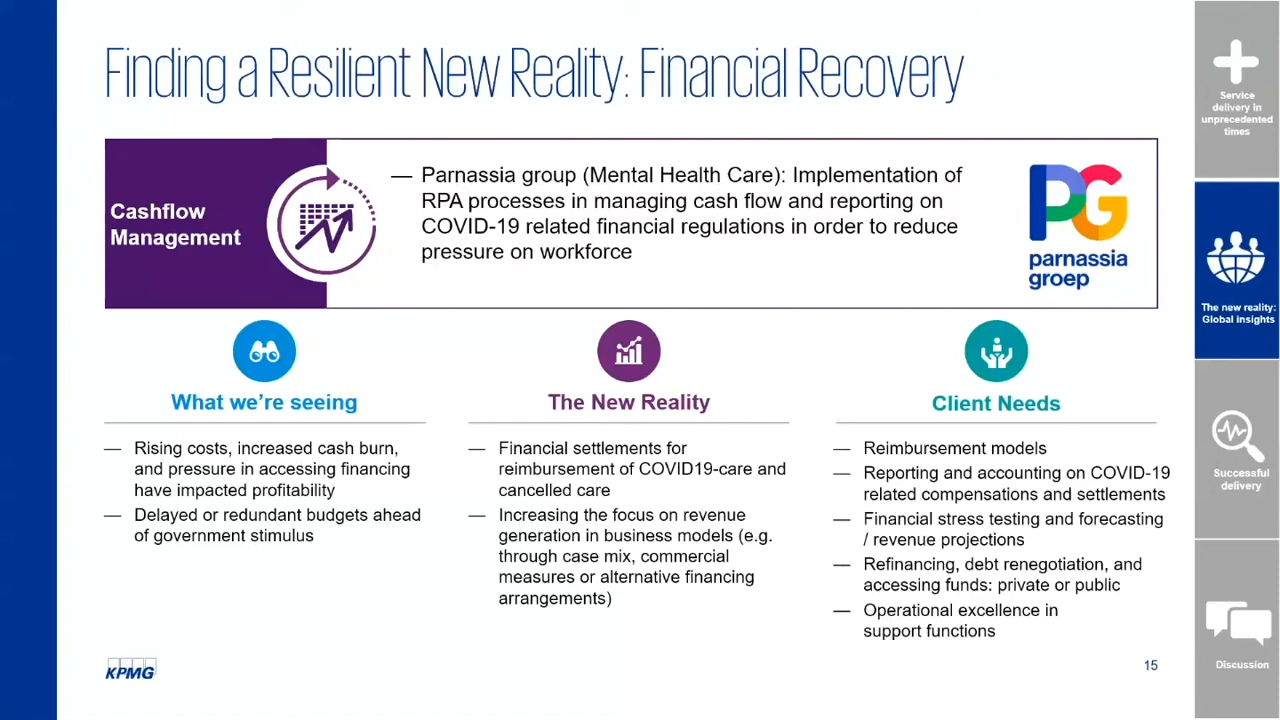 Finding a Resilient New Reality: Financial Recovery
Cashflow
Management
— Parnassia group (Mental Health Care): Implementation of
RPA processes in managing cash flow and reporting on
COVID-19 related financial regulations in order to reduce
pressure on workforce
PG
parnassia
groep
What we’re seeing
— Rising costs, increased cash burn,
and pressure in accessing financing
have impacted profitability
— Delayed or redundant budgets ahead
of government stimulus
The New Reality
— Financial settlements for
reimbursement of COVID19-care and
cancelled care
— Increasing the focus on revenue
generation in business models (e.g.
through case mix, commercial
measures or alternative financing
arrangements)
Client Needs
— Reimbursement models
— Reporting and accounting on COVID-19
related compensations and settlements
— Financial stress testing and forecasting
/ revenue projections
— Refinancing, debt renegotiation, and
accessing funds: private or public
— Operational excellence in
support functions
KPMG
15
Service
delivery in
unprecedented
times
The new reality:
Global insights
Successful
delivery
Discussion